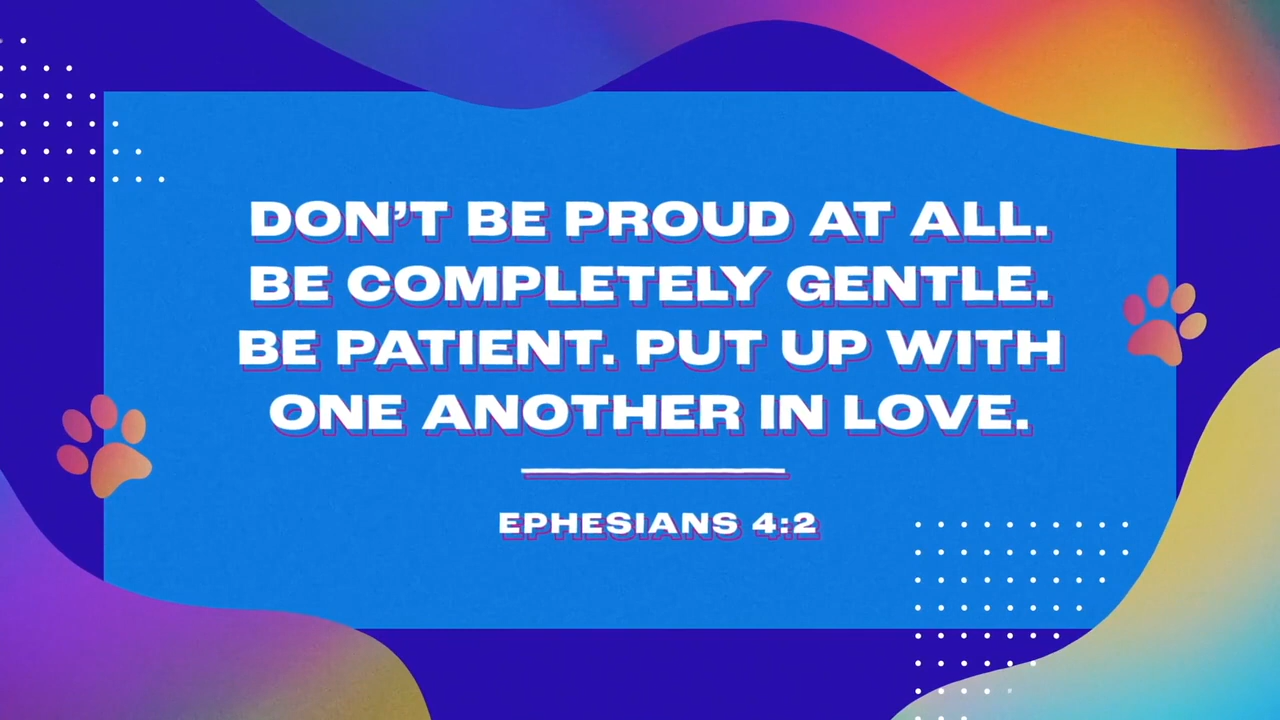 DON’T BE PROUD AT ALL.
BE COMPLETELY GENTLE.
BE PATIENT. PUT UP WITH
ONE ANOTHER IN LOVE.
EPHESIANS 4:2